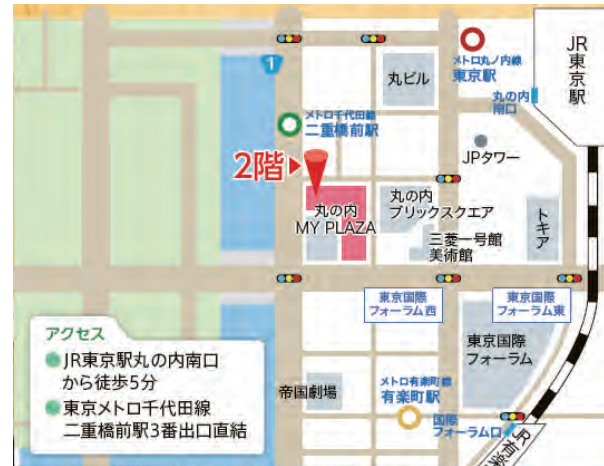 JR東京駅
メトロ丸ノ内線
東京駅
丸の内
南口
丸ビル
1
メトロ千代田線
二重橋前駅
2階
JPタワー
丸の内
MY PLAZA
丸の内
ブリックスクエア
三菱一号館
美術館
トキア
東京国際
フォーラム西
東京国際
フォーラム東
東京国際
フォーラム
アクセス
JR東京駅丸の内南口
から徒歩5分
東京メトロ千代田線
二重橋前駅3番出口直結
帝国劇場
メトロ有楽町線
有楽町駅
国際
フォーラム口
JR有楽